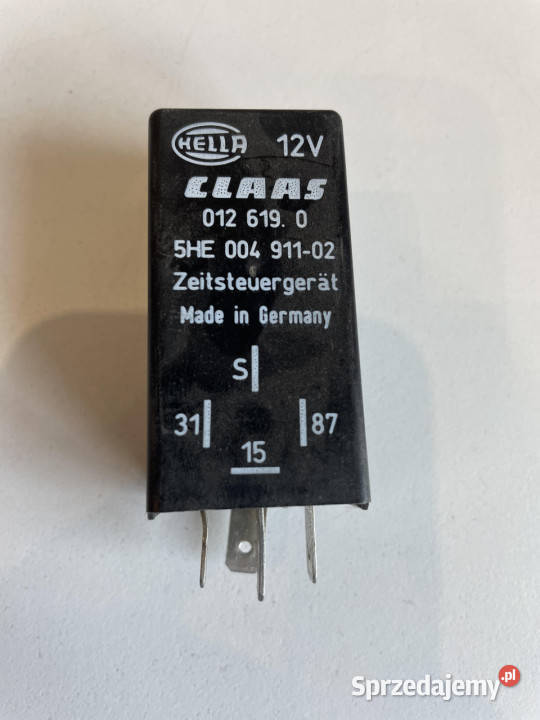 HELLA 12V
CLAAS
012 619. 0
5HE 004 911-02
Zeitsteuergerät
Made in Germany
S
31 87
15
Sprzedajemy.pl